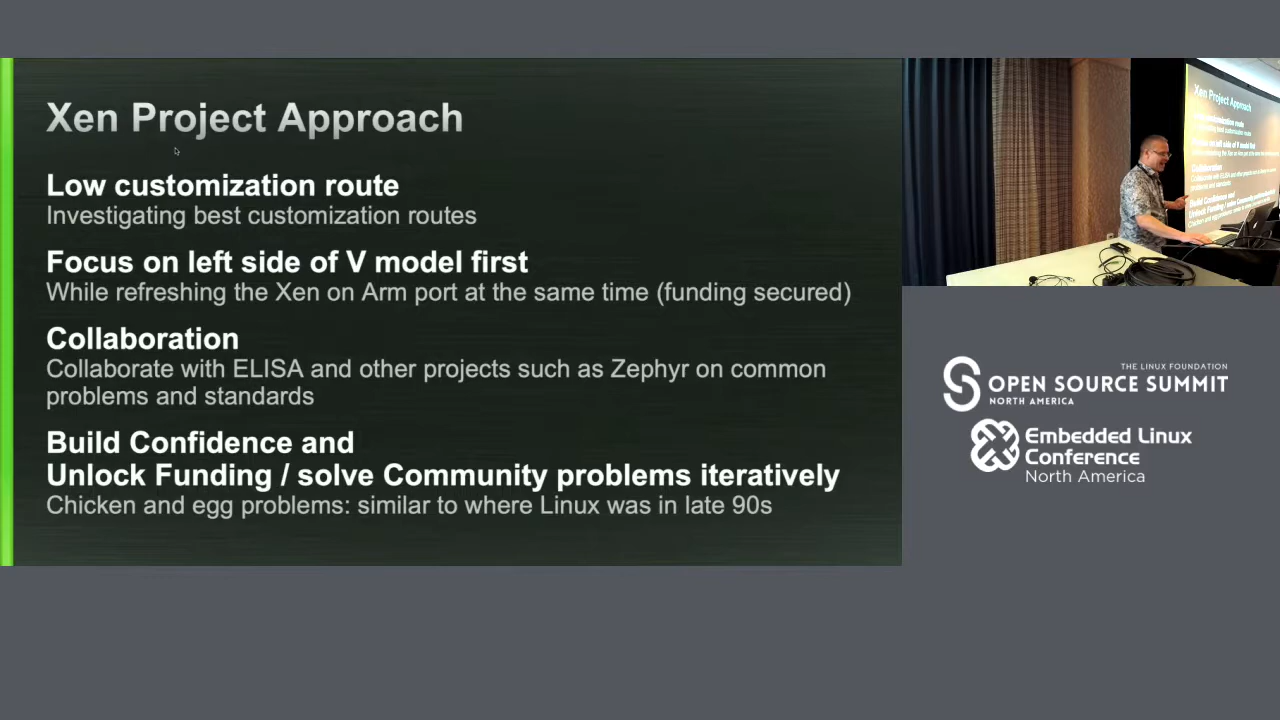 Xen Project Approach
Low customization route
Investigating best customization routes
Focus on left side of V model first
While refreshing the Xen on Arm port at the same time (funding secured)
Collaboration
Collaborate with ELISA and other projects such as Zephyr on common
problems and standards
Build Confidence and
Unlock Funding / solve Community problems iteratively
Chicken and egg problems: similar to where Linux was in late 90s
Xen Project Approach
THE LINUX FOUNDATION
OPEN SOURCE SUMMIT
NORTH AMERICA
Embedded Linux
Conference
North America